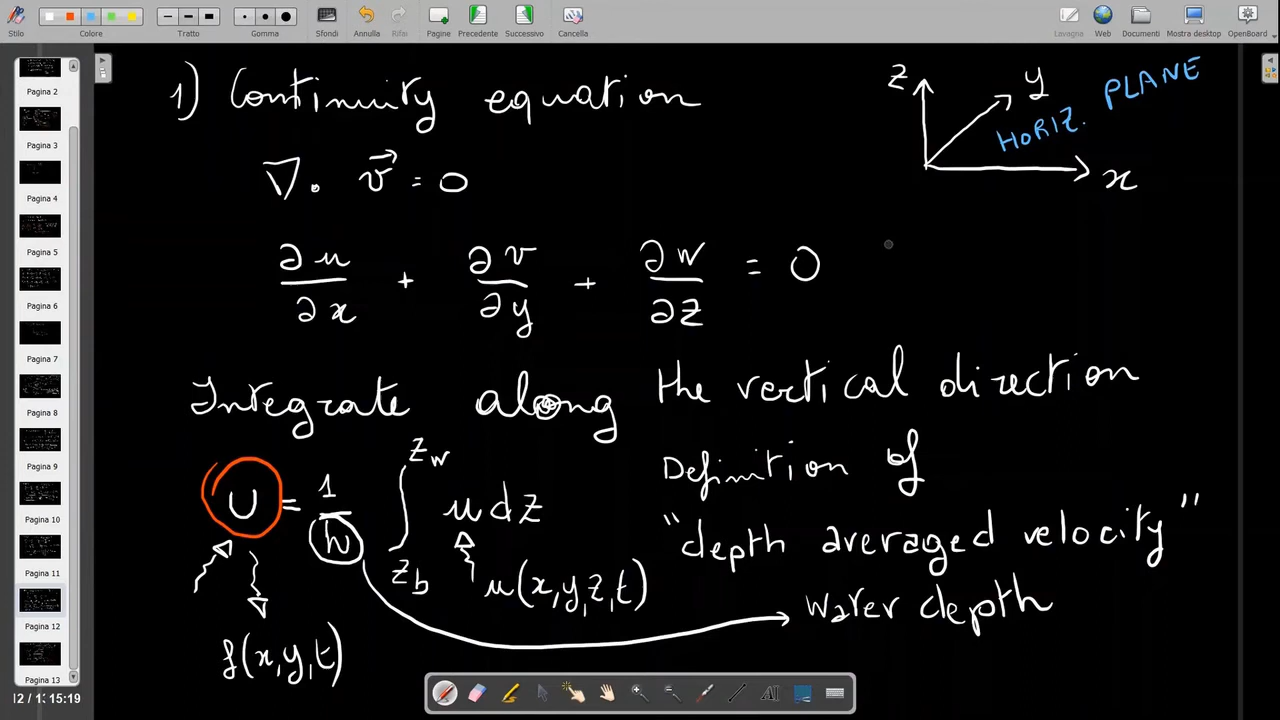 Stilo Colore Tratto Gomma Sfondi Annulla Rifai Pagine Precedente Successivo Cancella Lavagna Web Documenti Mostra desktop OpenBoard
Pagina 2
Pagina 3
Pagina 4
Pagina 5
Pagina 6
Pagina 7
Pagina 8
Pagina 9
Pagina 10
Pagina 11
Pagina 12
Pagina 13
15:19
1) Continuity equation
z y HORIZ. PLANE
x
∇· v⃗ = 0
∂u/∂x + ∂v/∂y + ∂w/∂z = 0
Integrate along the vertical direction
U = 1/h ∫_{z_b}^{z_w} u dz
Definition of
"depth averaged velocity"
u(x,y,z,t)
water depth
f(x,y,t)